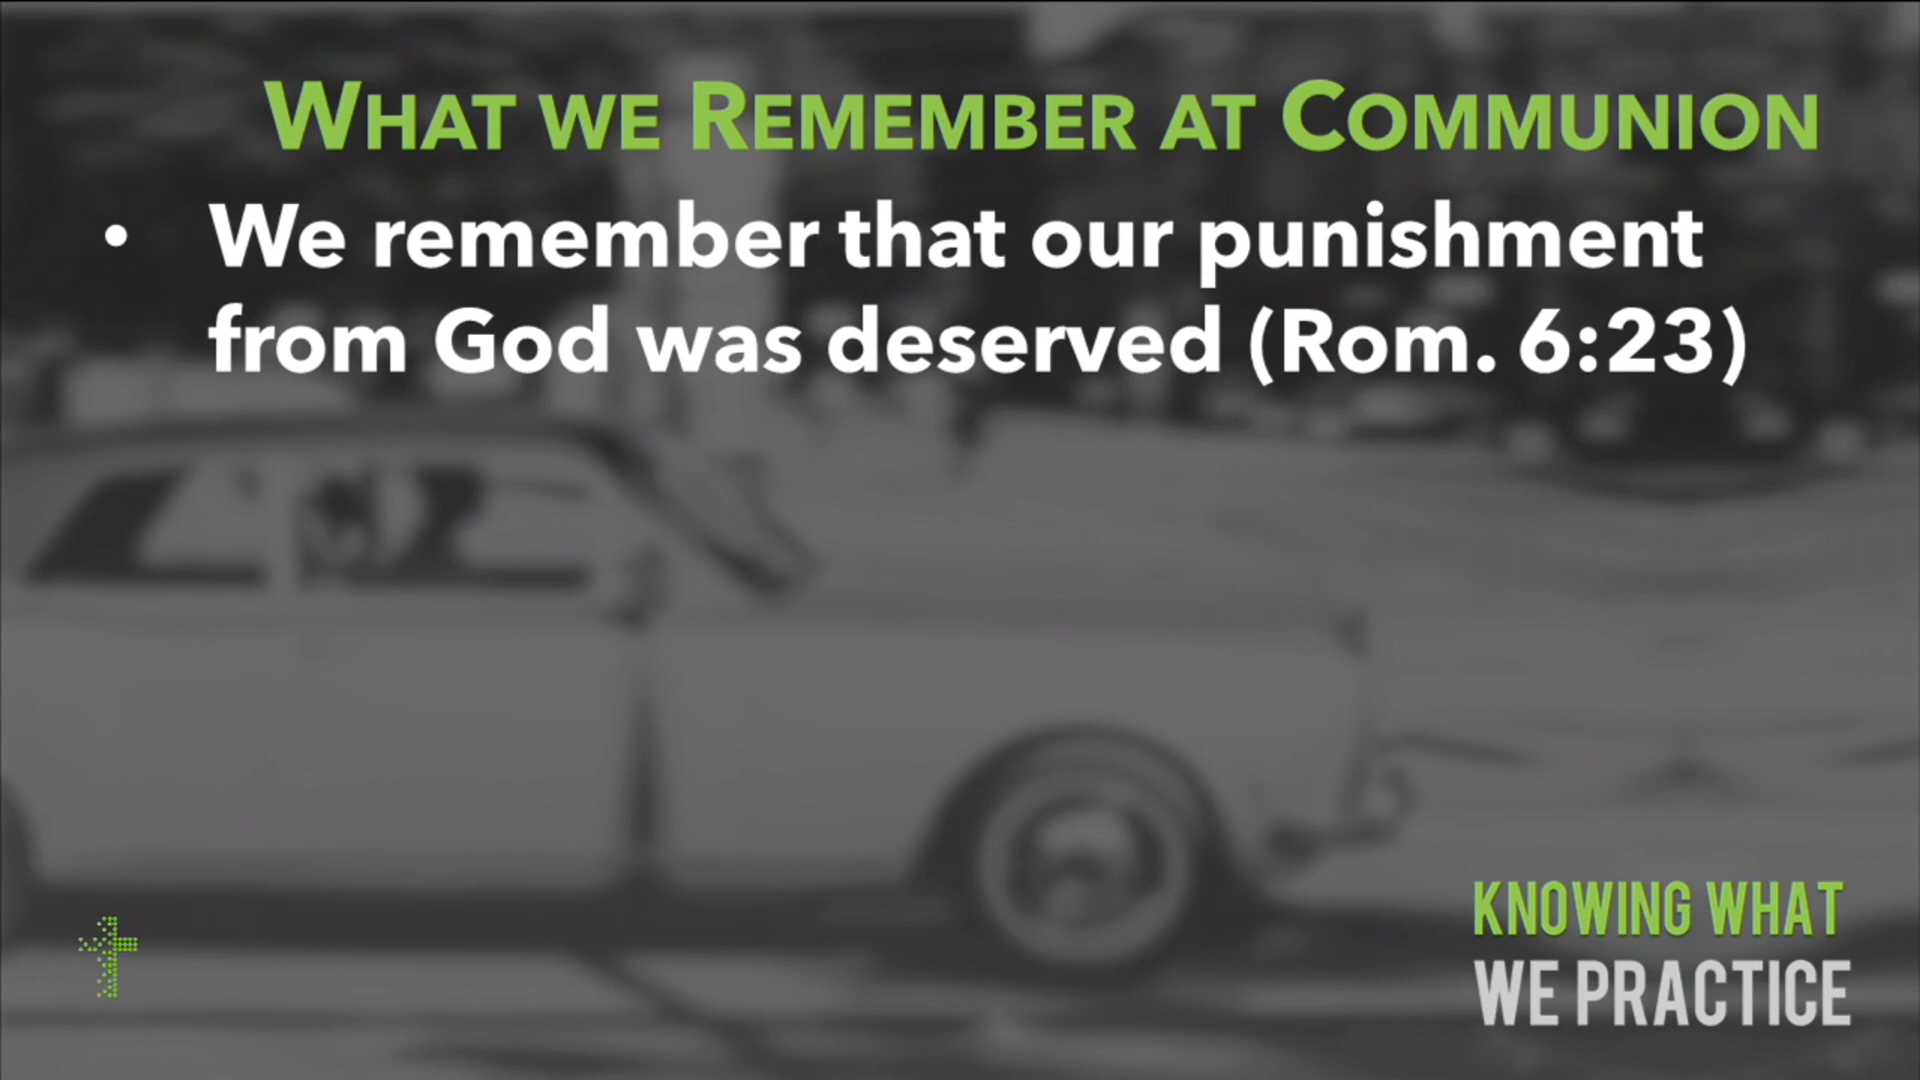 What we Remember at Communion
• We remember that our punishment
from God was deserved (Rom. 6:23)
KNOWING WHAT
WE PRACTICE